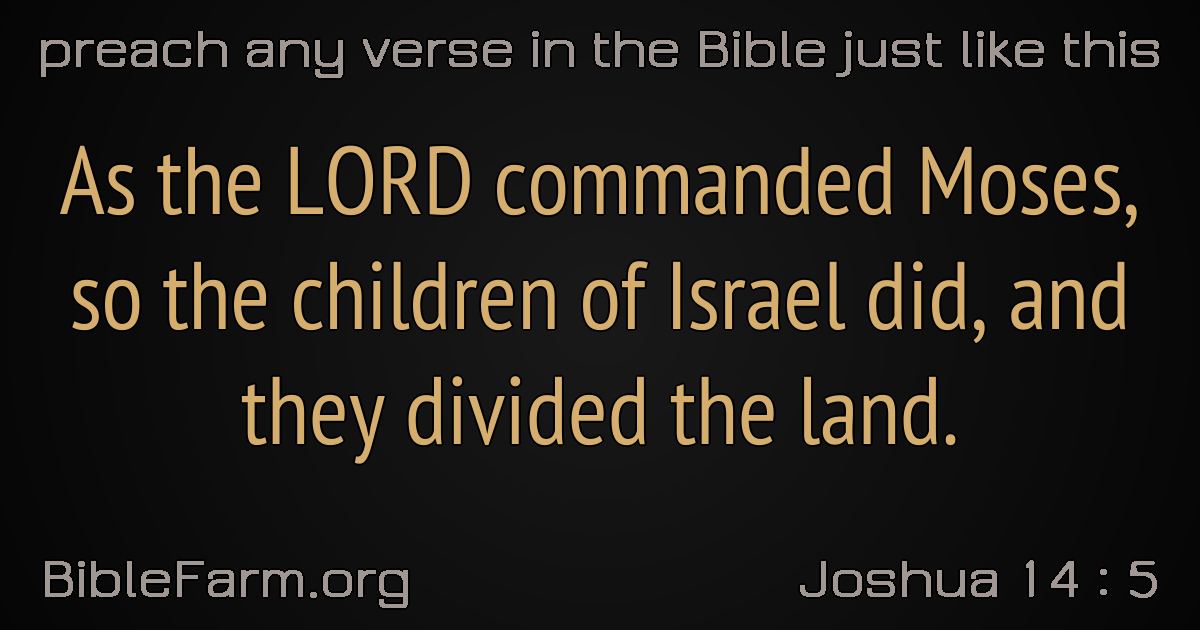 preach any verse in the Bible just like this
As the LORD commanded Moses,
so the children of Israel did, and
they divided the land.
BibleFarm.org
Joshua 14 : 5